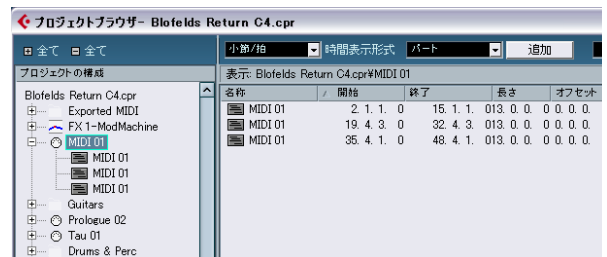 プロジェクトブラウザ- Blofelds Return C4.cpr
全て 全て 小節/拍 時間表示形式 パート 追加
プロジェクトの構成
表示: Blofelds Return C4.cpr¥MIDI 01
名称 / 開始 終了 長さ オフセット
Blofelds Return C4.cpr
Exported MIDI
FX 1-ModMachine
MIDI 01
MIDI 01
MIDI 01
MIDI 01
Guitars
Prologue 02
Tau 01
Drums & Perc
MIDI 01 2. 1. 1. 0 15. 1. 1. 0 13. 0. 0. 0 0. 0. 0.
MIDI 01 19. 4. 3. 0 32. 4. 3. 0 13. 0. 0. 0 0. 0. 0.
MIDI 01 35. 4. 1. 0 48. 4. 1. 0 13. 0. 0. 0 0. 0. 0.